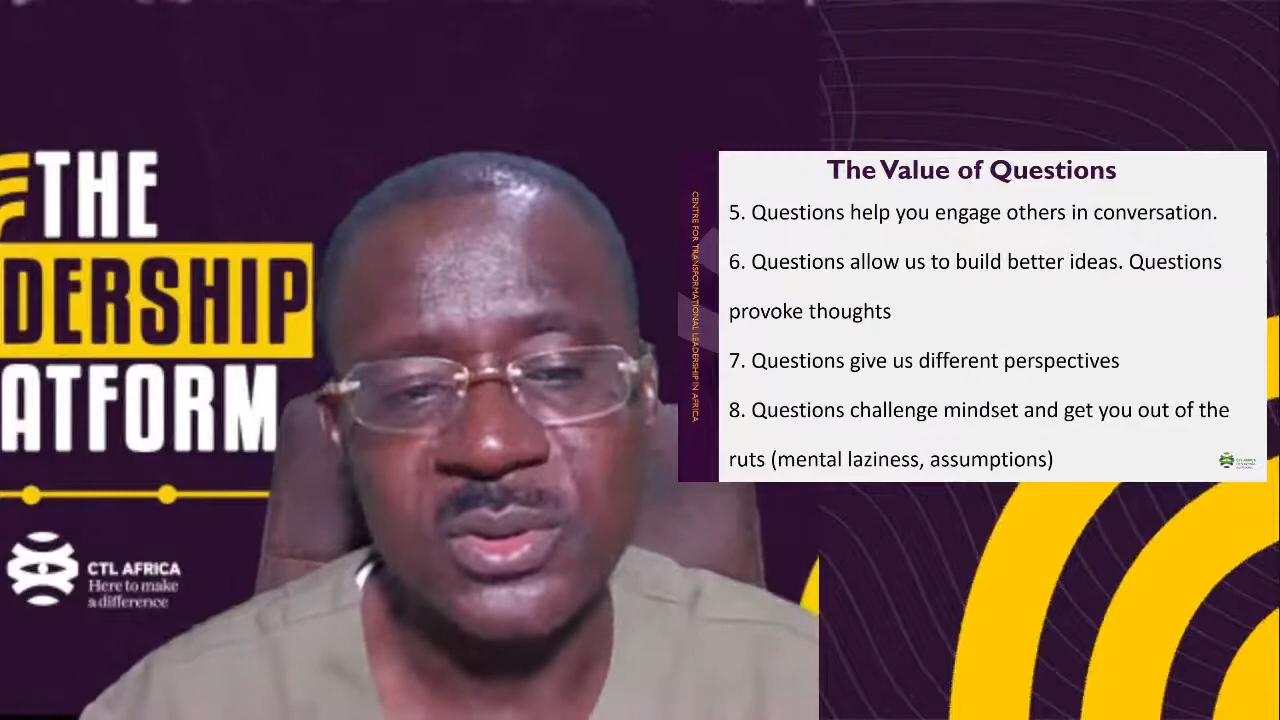 THE
DERSHIP
ATFORM
CTL AFRICA
Here to make
a difference
CENTRE FOR TRANSFORMATIONAL LEADERSHIP IN AFRICA
The Value of Questions
5. Questions help you engage others in conversation.
6. Questions allow us to build better ideas. Questions
provoke thoughts
7. Questions give us different perspectives
8. Questions challenge mindset and get you out of the
ruts (mental laziness, assumptions)
CTL AFRICA